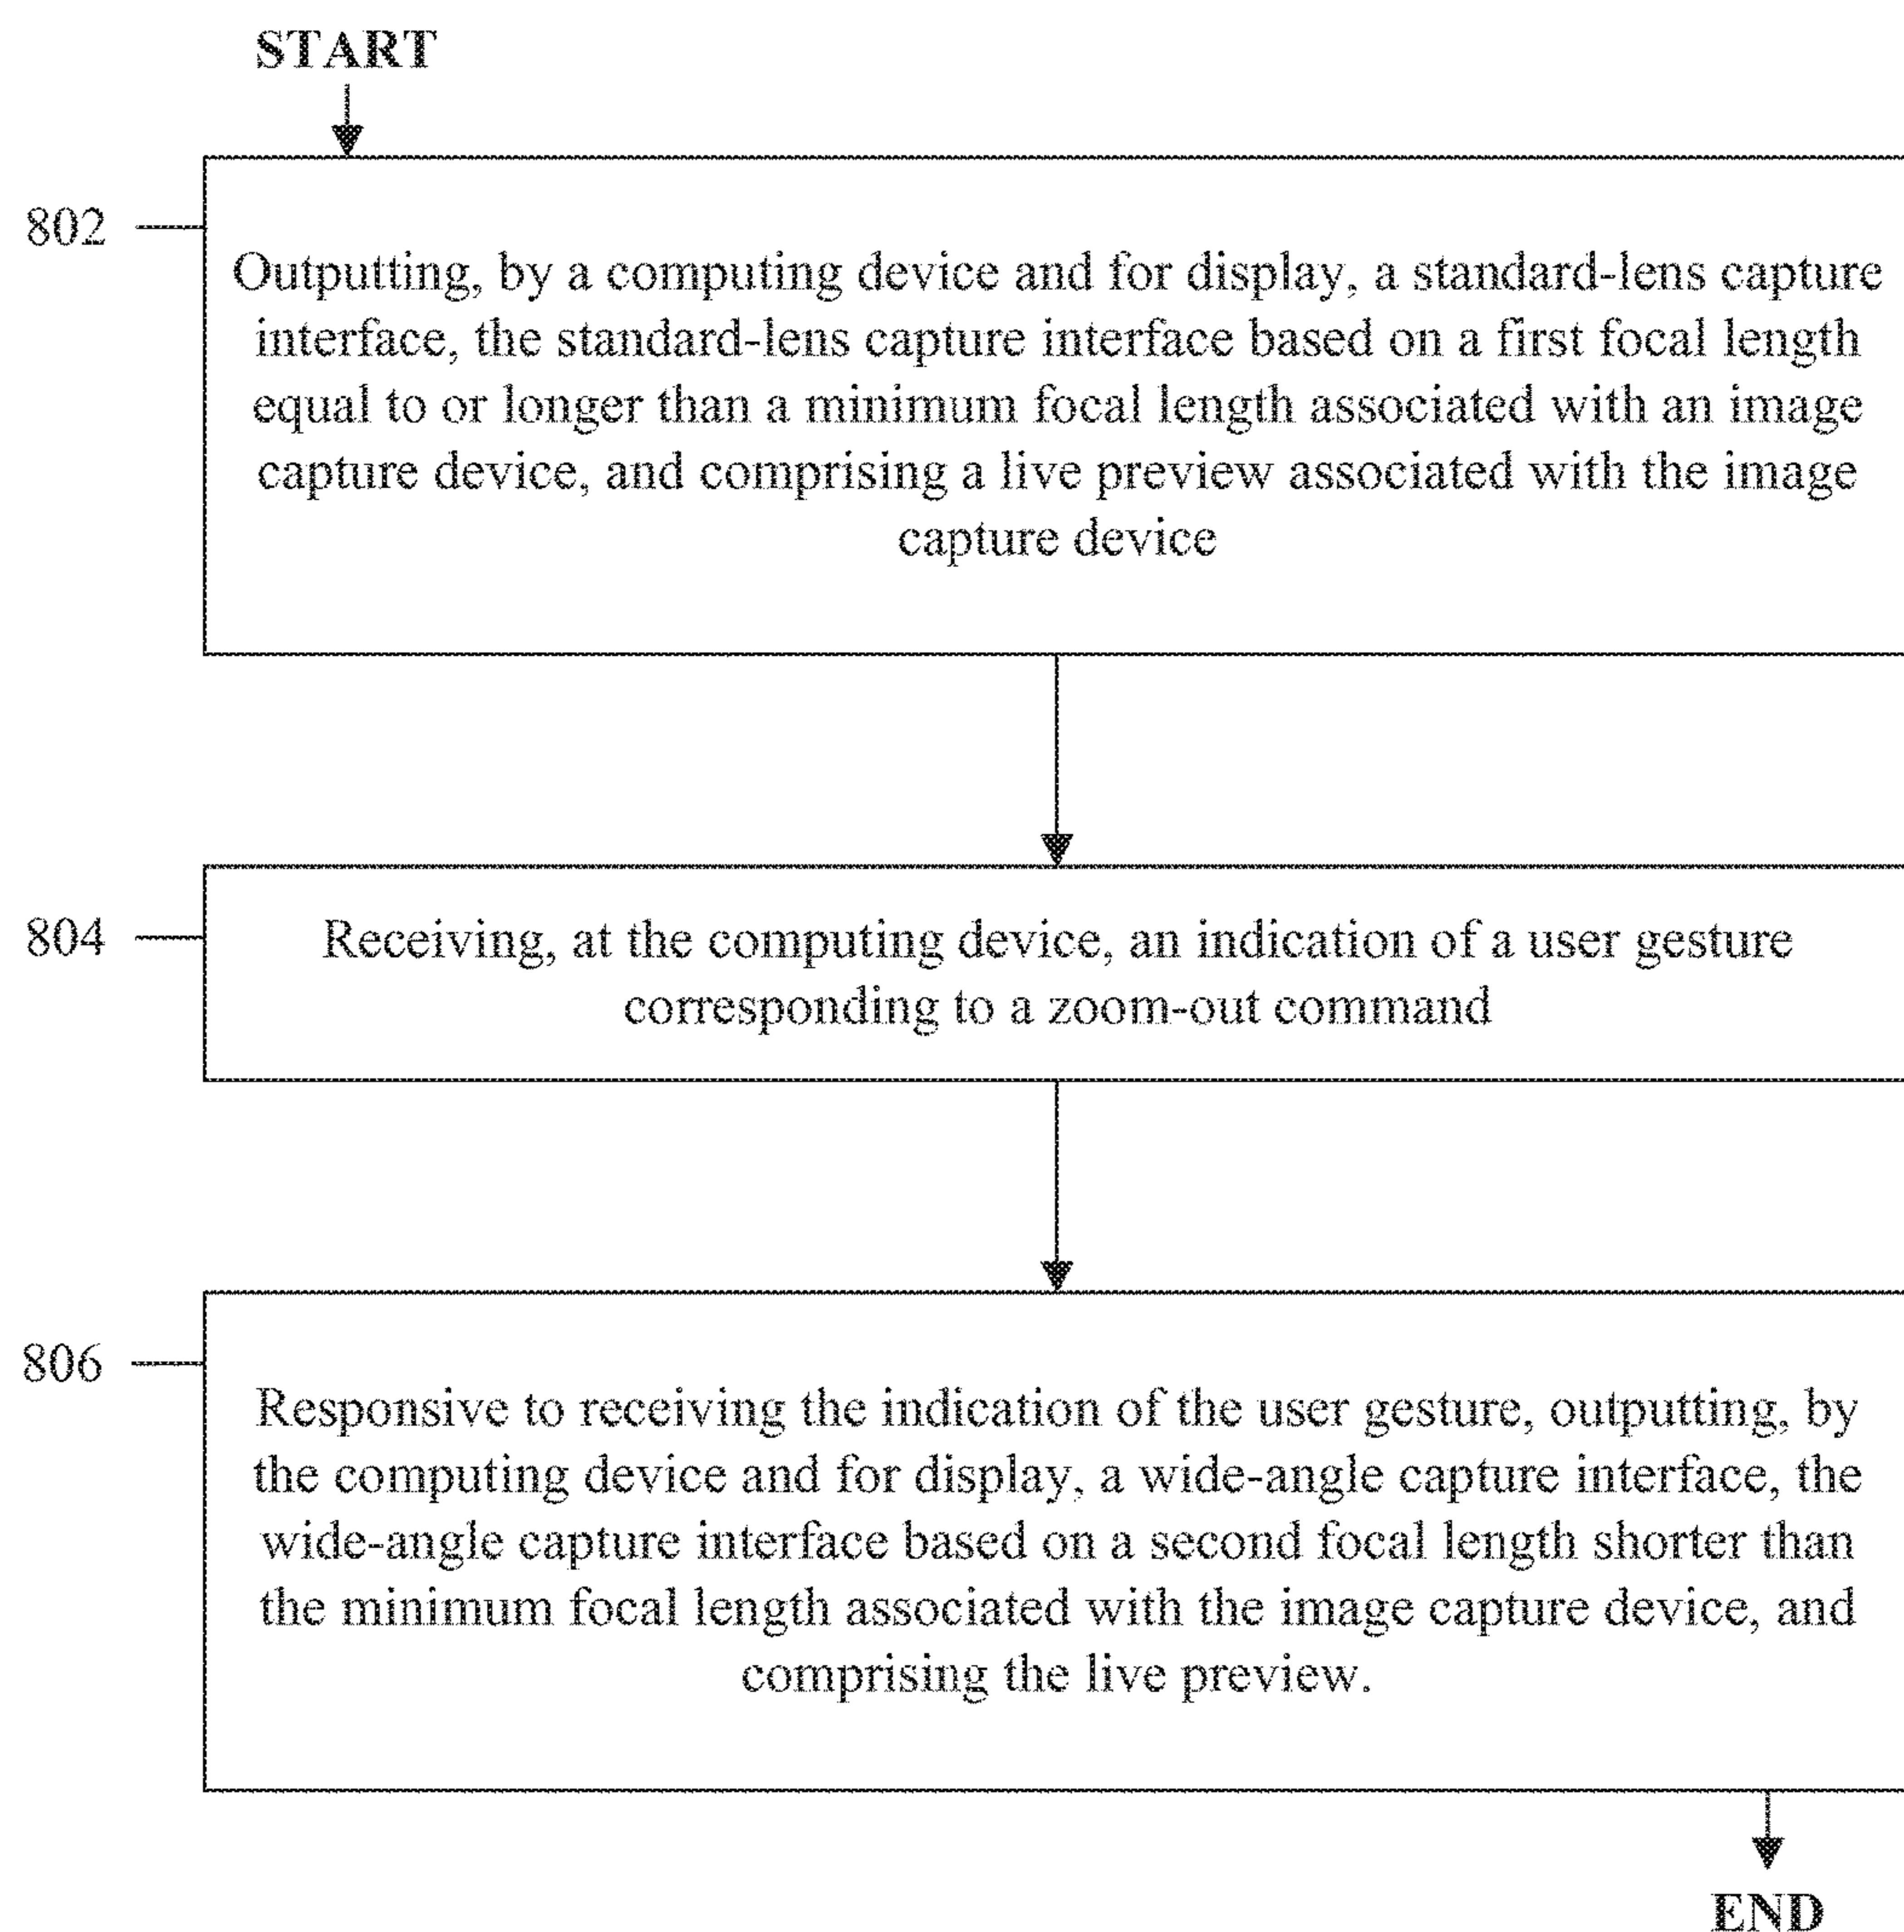 START
802
Outputting, by a computing device and for display, a standard-lens capture
interface, the standard-lens capture interface based on a first focal length
equal to or longer than a minimum focal length associated with an image
capture device, and comprising a live preview associated with the image
capture device
804
Receiving, at the computing device, an indication of a user gesture
corresponding to a zoom-out command
806
Responsive to receiving the indication of the user gesture, outputting, by
the computing device and for display, a wide-angle capture interface, the
wide-angle capture interface based on a second focal length shorter than
the minimum focal length associated with the image capture device, and
comprising the live preview.
END